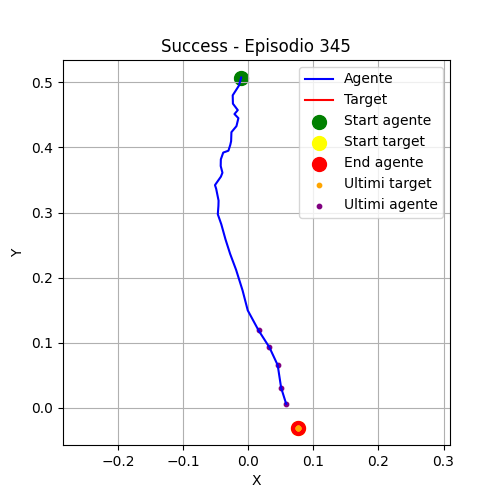 Success - Episodio 345
Agente
Target
Start agente
Start target
End agente
Ultimi target
Ultimi agente
0.5
0.4
0.3
0.2
0.1
0.0
Y
−0.2 −0.1 0.0 0.1 0.2 0.3
X